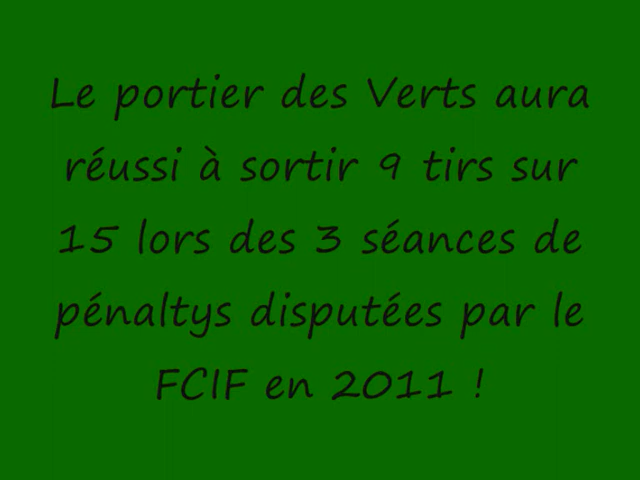 Le portier des Verts aura
réussi à sortir 9 tirs sur
15 lors des 3 séances de
pénaltys disputées par le
FCIF en 2011 !